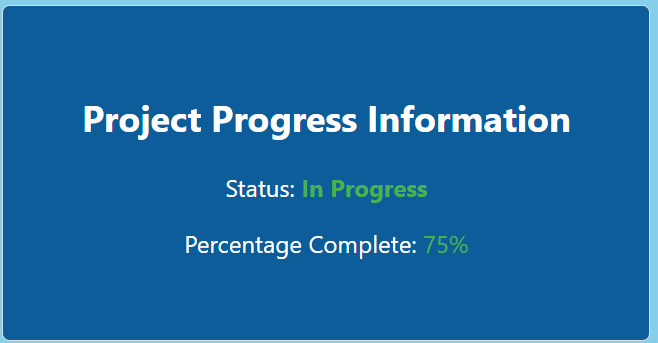 Project Progress Information
Status: In Progress
Percentage Complete: 75%